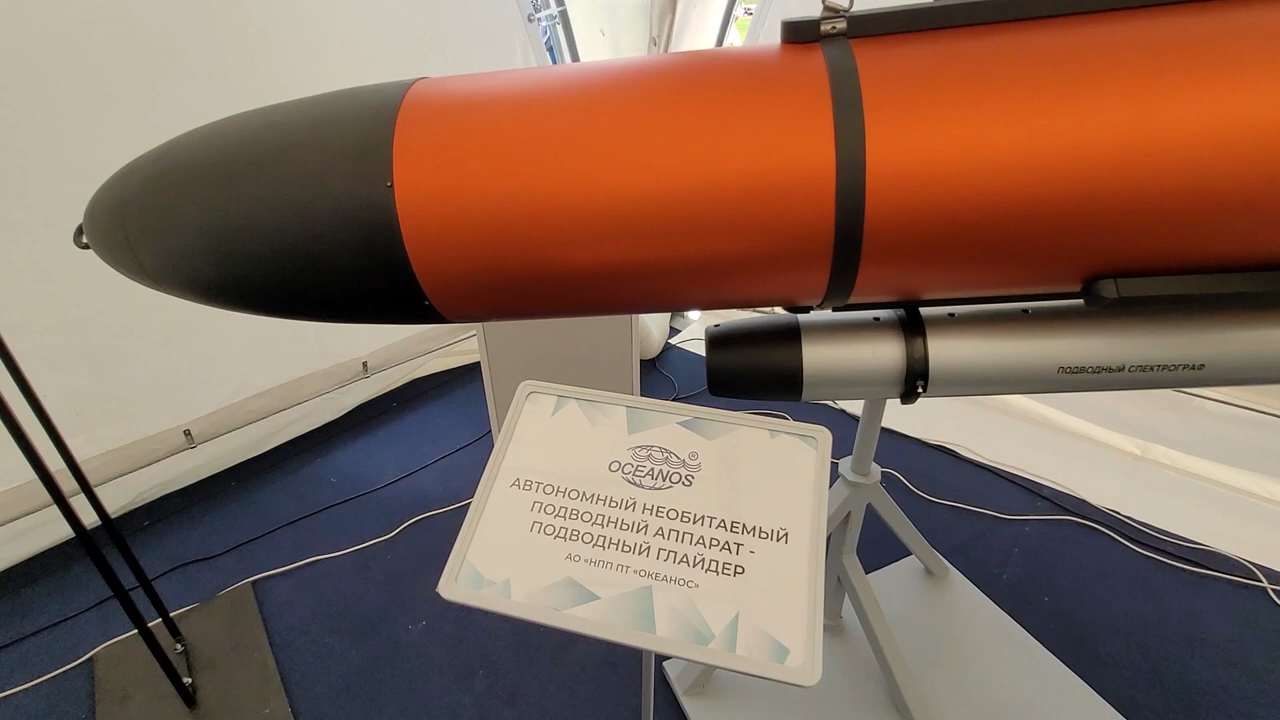 ПОДВОДНЫЙ СПЕКТРОГРАФ
OCEANOS ®
АВТОНОМНЫЙ НЕОБИТАЕМЫЙ
ПОДВОДНЫЙ АППАРАТ -
ПОДВОДНЫЙ ГЛАЙДЕР
АО «НПП ПТ «ОКЕАНОС»